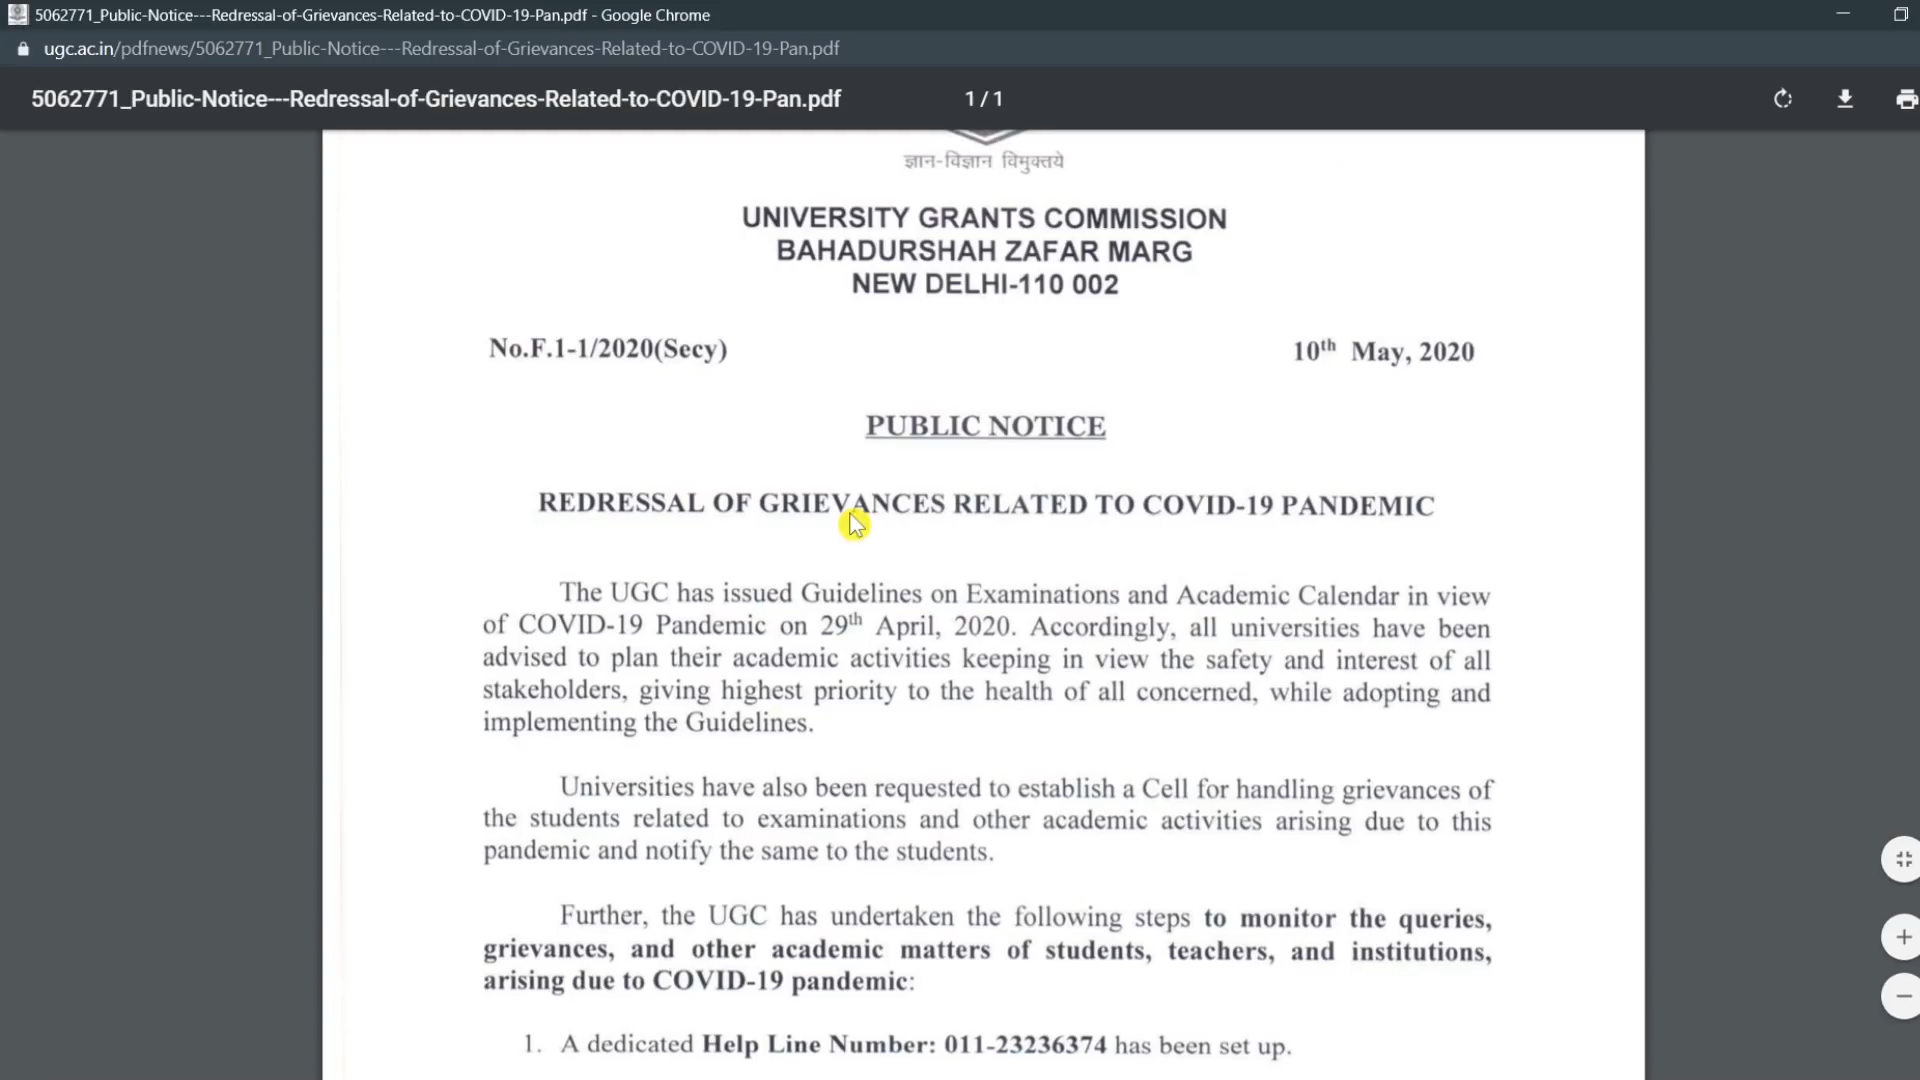 5062771_Public-Notice---Redressal-of-Grievances-Related-to-COVID-19-Pan.pdf - Google Chrome
ugc.ac.in/pdfnews/5062771_Public-Notice---Redressal-of-Grievances-Related-to-COVID-19-Pan.pdf
5062771_Public-Notice---Redressal-of-Grievances-Related-to-COVID-19-Pan.pdf 1 / 1
ज्ञान-विज्ञान विमुक्तये
UNIVERSITY GRANTS COMMISSION
BAHADURSHAH ZAFAR MARG
NEW DELHI-110 002
No.F.1-1/2020(Secy) 10th May, 2020
PUBLIC NOTICE
REDRESSAL OF GRIEVANCES RELATED TO COVID-19 PANDEMIC
The UGC has issued Guidelines on Examinations and Academic Calendar in view
of COVID-19 Pandemic on 29th April, 2020. Accordingly, all universities have been
advised to plan their academic activities keeping in view the safety and interest of all
stakeholders, giving highest priority to the health of all concerned, while adopting and
implementing the Guidelines.
Universities have also been requested to establish a Cell for handling grievances of
the students related to examinations and other academic activities arising due to this
pandemic and notify the same to the students.
Further, the UGC has undertaken the following steps to monitor the queries,
grievances, and other academic matters of students, teachers, and institutions,
arising due to COVID-19 pandemic:
1. A dedicated Help Line Number: 011-23236374 has been set up.